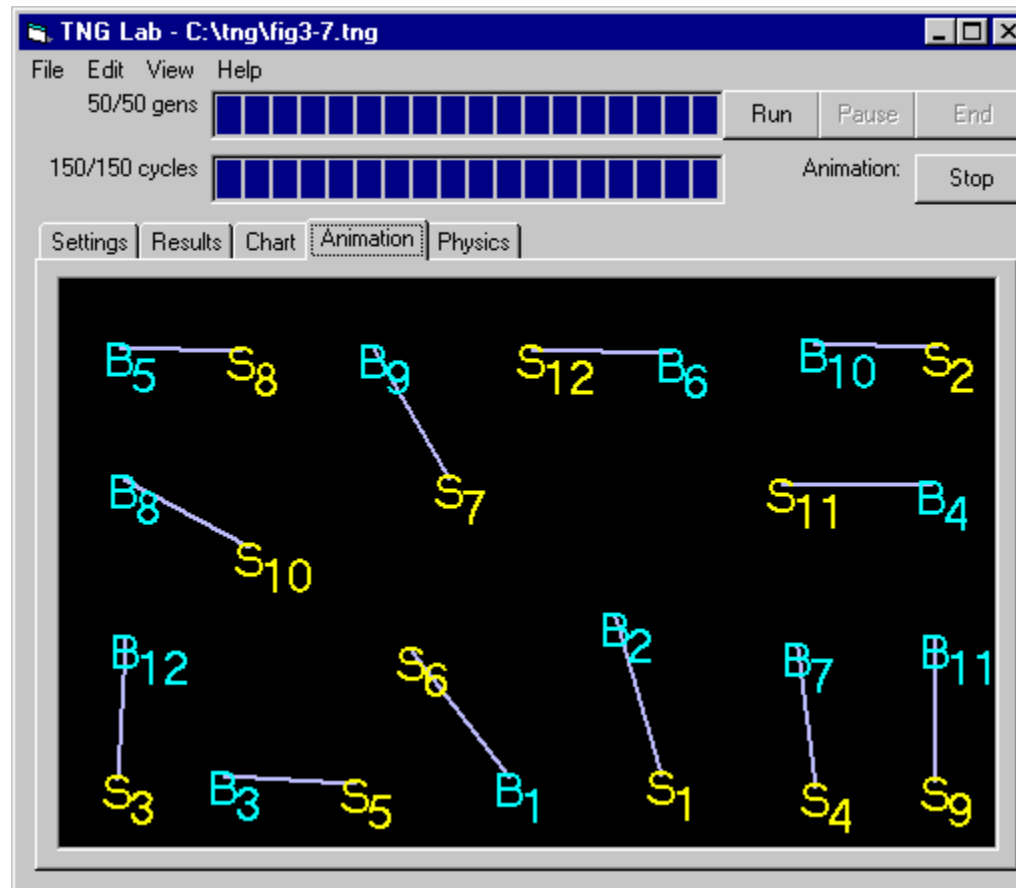 TNG Lab - C:\tng\fig3-7.tng
File Edit View Help
50/50 gens Run Pause End
150/150 cycles Animation: Stop
Settings Results Chart Animation Physics
B5 S8 B9 S12 B6 B10 S2
B8 S7 S11 B4
S10
B12 S6 B2 B7 B11
S3 B3 S5 B1 S1 S4 S9